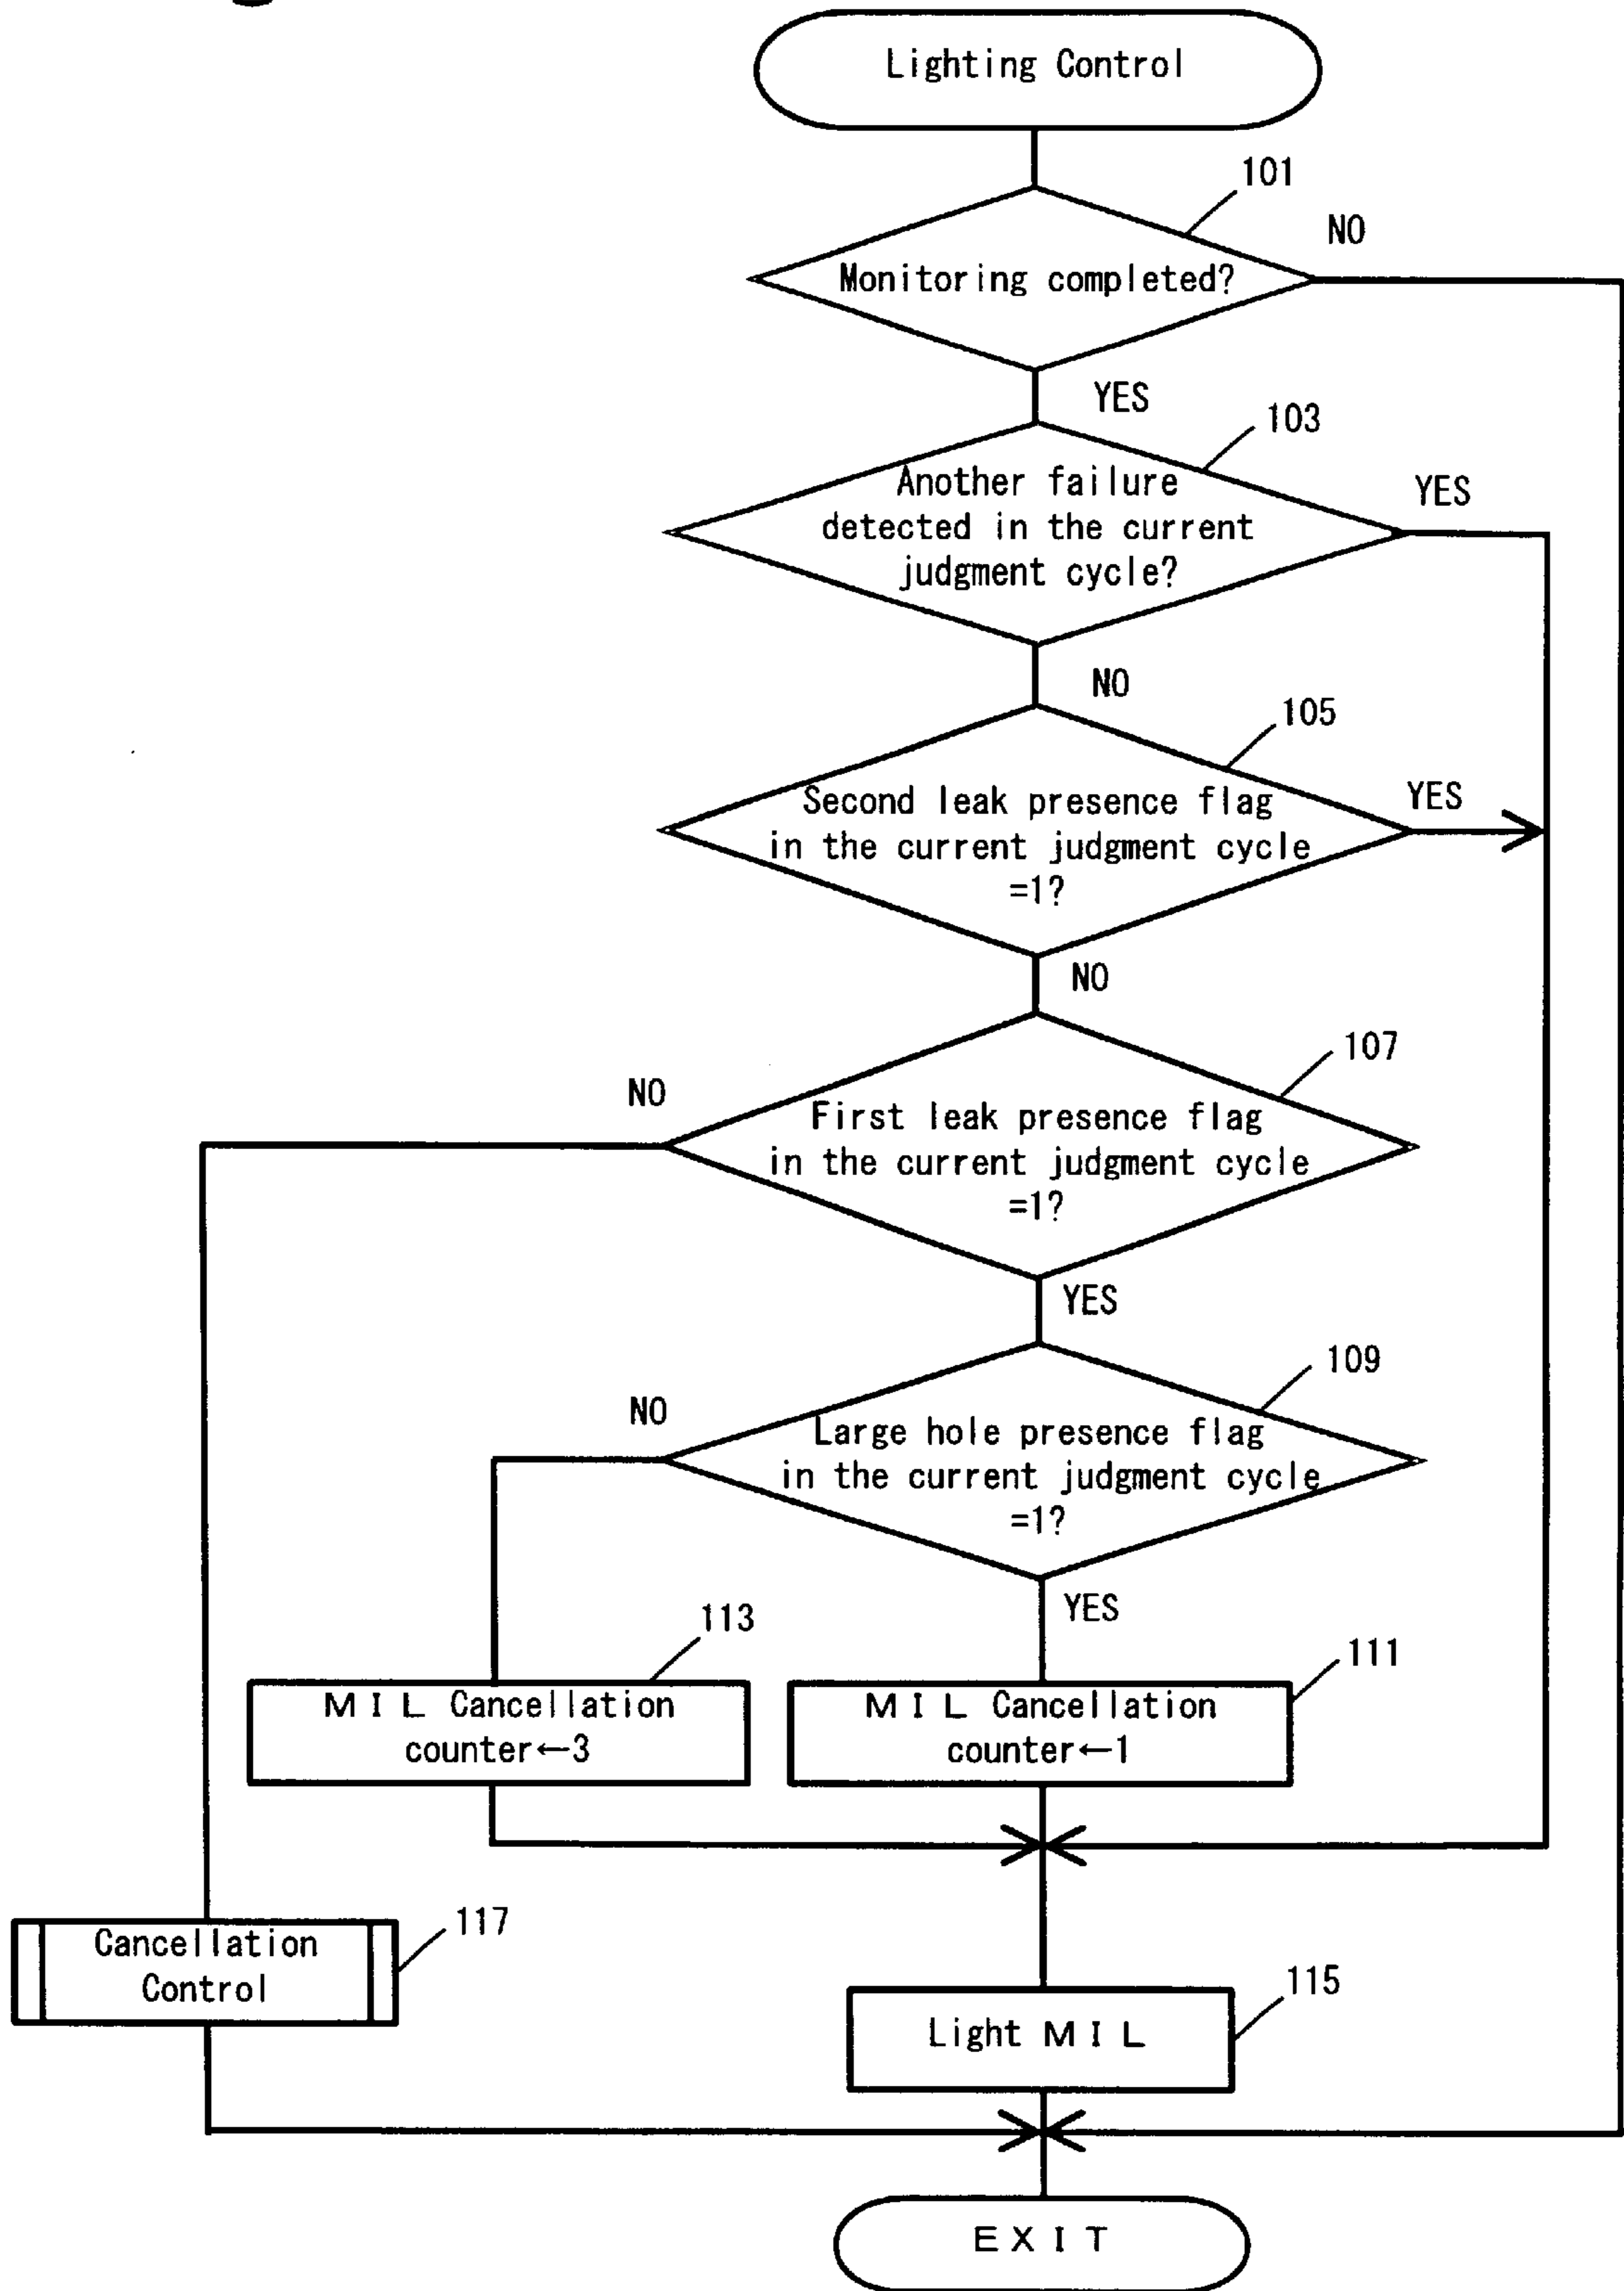 Lighting Control
101
NO
Monitoring completed?
YES
103
Another failure
detected in the current
judgment cycle?
YES
NO
105
Second leak presence flag
in the current judgment cycle
=1?
YES
NO
107
NO
First leak presence flag
in the current judgment cycle
=1?
YES
109
NO
Large hole presence flag
in the current judgment cycle
=1?
YES
113
111
MIL Cancellation
counter←3
MIL Cancellation
counter←1
117
Cancellation
Control
115
Light MIL
EXIT